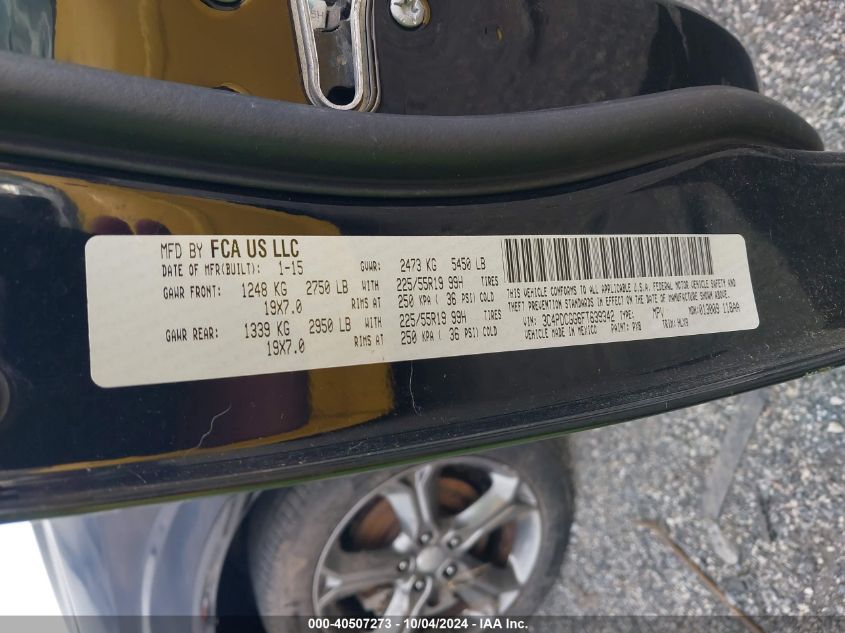 MFD BY FCA US LLC
DATE OF MFR(BUILT): 1-15 GVWR: 2473 KG 5450 LB
GAWR FRONT: 1248 KG 2750 LB WITH 225/55R19 99H TIRES
19X7.0 RIMS AT 250 KPA ( 36 PSI) COLD
GAWR REAR: 1339 KG 2950 LB WITH 225/55R19 99H TIRES
19X7.0 RIMS AT 250 KPA ( 36 PSI) COLD
THIS VEHICLE CONFORMS TO ALL APPLICABLE U.S.A. FEDERAL MOTOR VEHICLE SAFETY AND
THEFT PREVENTION STANDARDS IN EFFECT ON THE DATE OF MANUFACTURE SHOWN ABOVE.
VIN: 3C4PDCGG6FT639342 TYPE: MPV MDH: 013009 118AA
VEHICLE MADE IN MEXICO PAINT: PX8 TRIM:
000-40507273 - 10/04/2024 - IAA Inc.